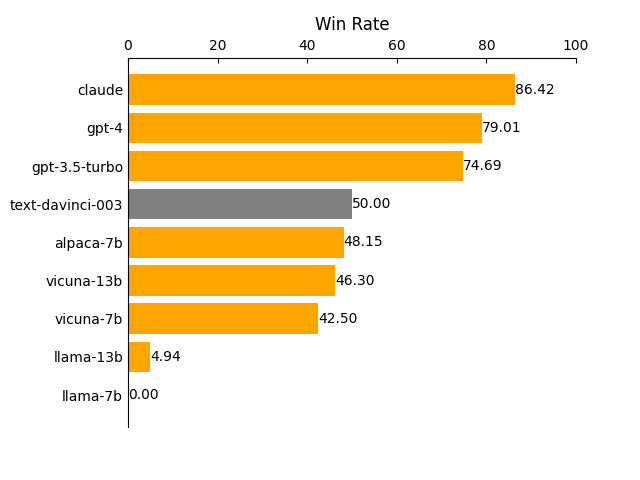 Win Rate
0 20 40 60 80 100
claude 86.42
gpt-4 79.01
gpt-3.5-turbo 74.69
text-davinci-003 50.00
alpaca-7b 48.15
vicuna-13b 46.30
vicuna-7b 42.50
llama-13b 4.94
llama-7b 0.00